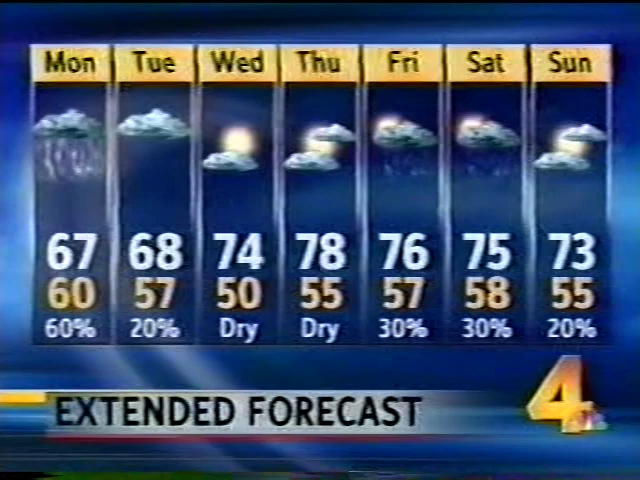 Mon Tue Wed Thu Fri Sat Sun
67 68 74 78 76 75 73
60 57 50 55 57 58 55
60% 20% Dry Dry 30% 30% 20%
EXTENDED FORECAST
4